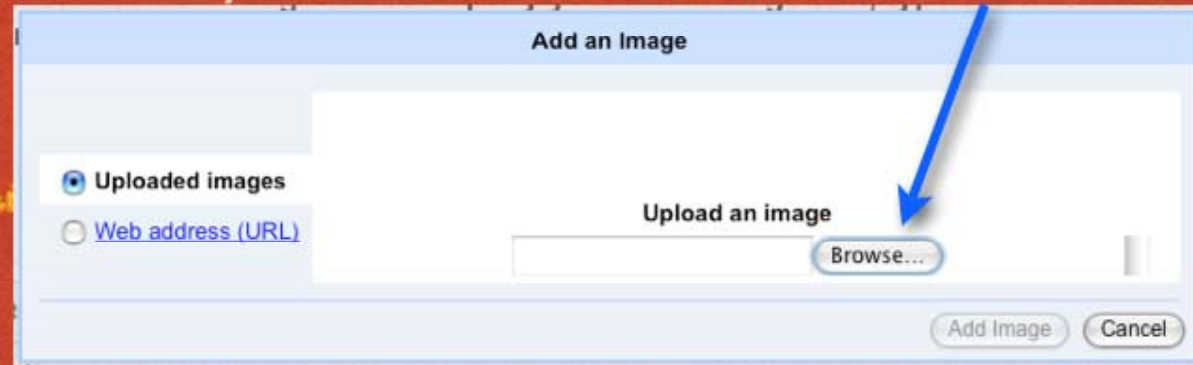 Add an Image
Uploaded images
Web address (URL)
Upload an image
Browse...
Add Image
Cancel